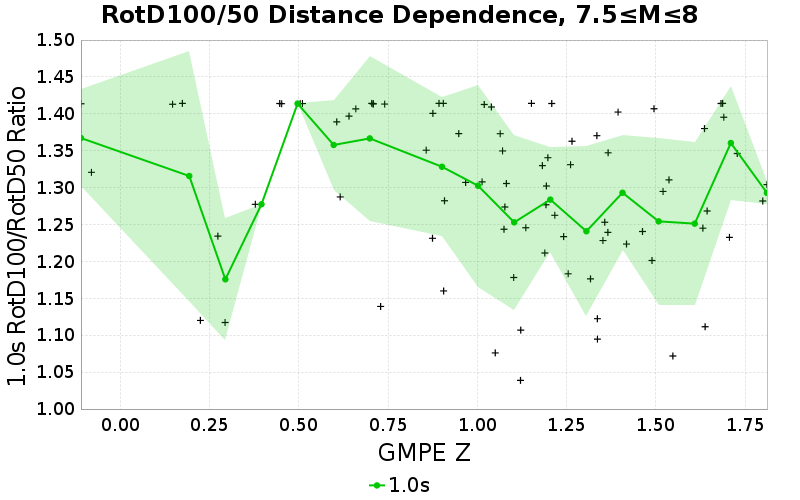 RotD100/50 Distance Dependence, 7.5≤M≤8
1.0s RotD100/RotD50 Ratio
1.50
1.45
1.40
1.35
1.30
1.25
1.20
1.15
1.10
1.05
1.00
0.00 0.25 0.50 0.75 1.00 1.25 1.50 1.75
GMPE Z
1.0s